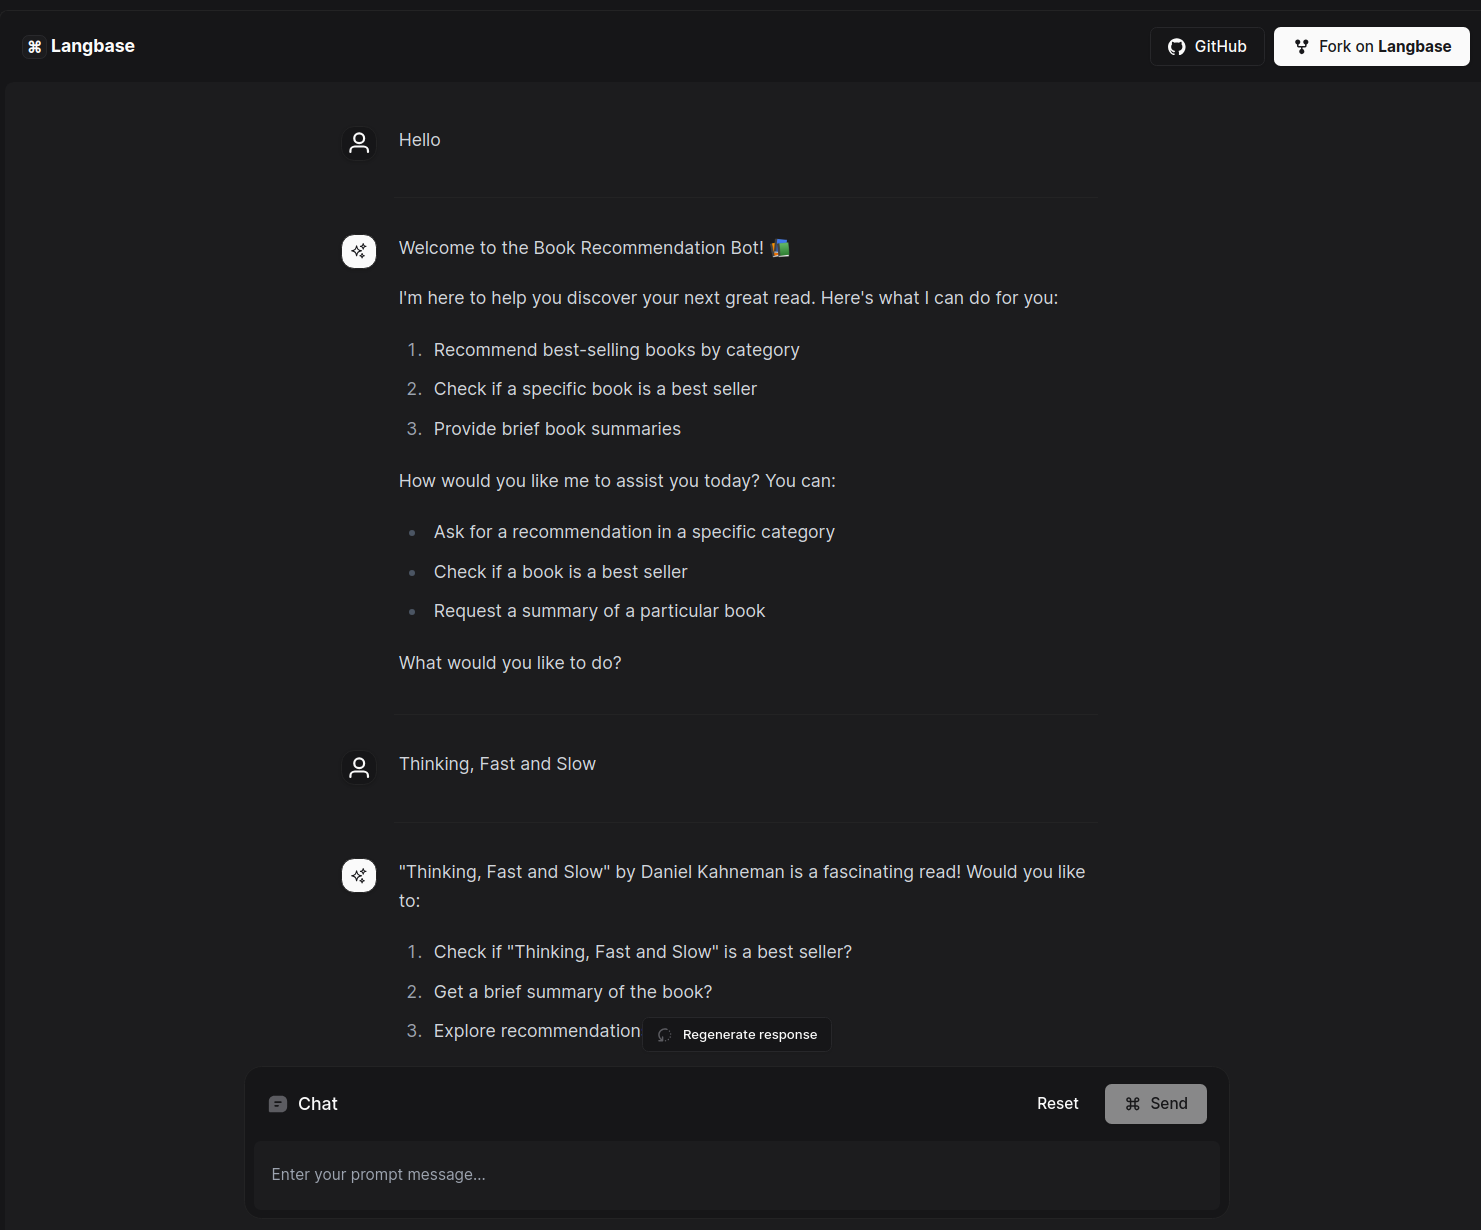 Langbase
GitHub
Fork on Langbase
Hello
Welcome to the Book Recommendation Bot! 📚
I'm here to help you discover your next great read. Here's what I can do for you:
1. Recommend best-selling books by category
2. Check if a specific book is a best seller
3. Provide brief book summaries
How would you like me to assist you today? You can:
• Ask for a recommendation in a specific category
• Check if a book is a best seller
• Request a summary of a particular book
What would you like to do?
Thinking, Fast and Slow
"Thinking, Fast and Slow" by Daniel Kahneman is a fascinating read! Would you like
to:
1. Check if "Thinking, Fast and Slow" is a best seller?
2. Get a brief summary of the book?
3. Explore recommendation
Regenerate response
Chat
Reset
⌘ Send
Enter your prompt message...